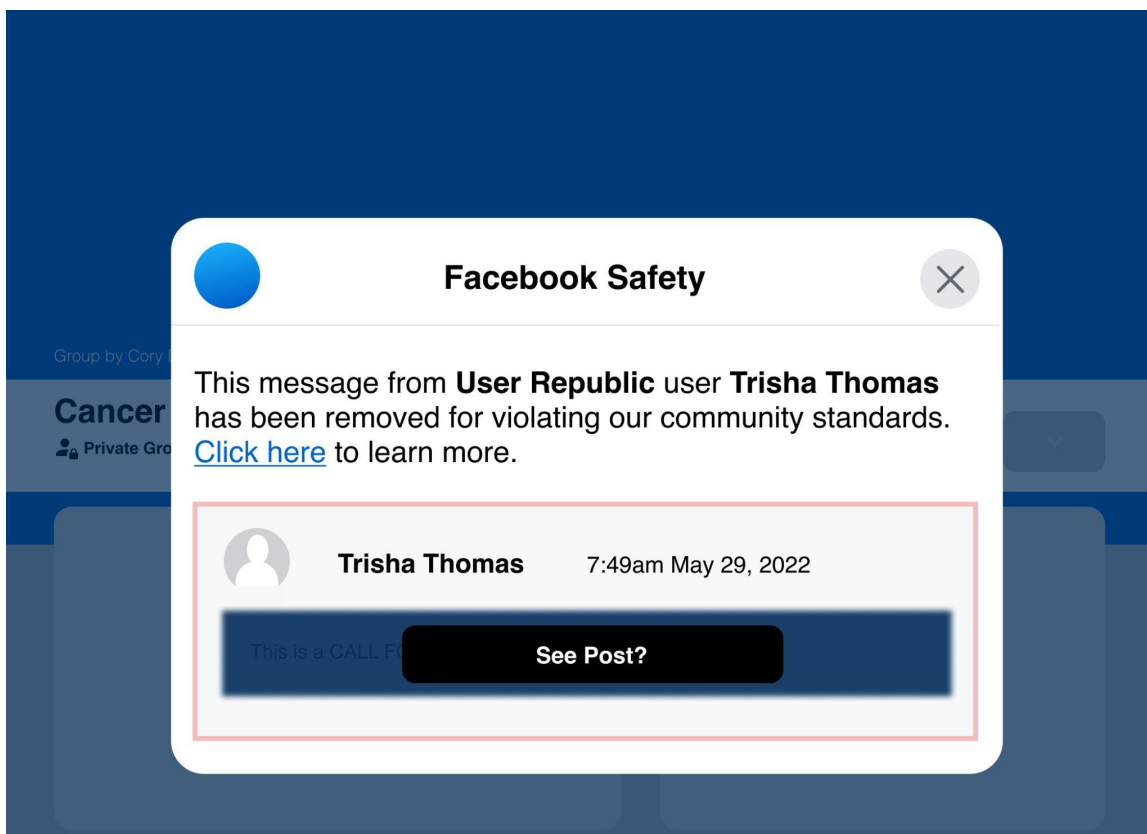 Facebook Safety
Group by Cory
This message from User Republic user Trisha Thomas
has been removed for violating our community standards.
Click here to learn more.
Cancer
Private
Trisha Thomas 7:49am May 29, 2022
This is a CALL
See Post?